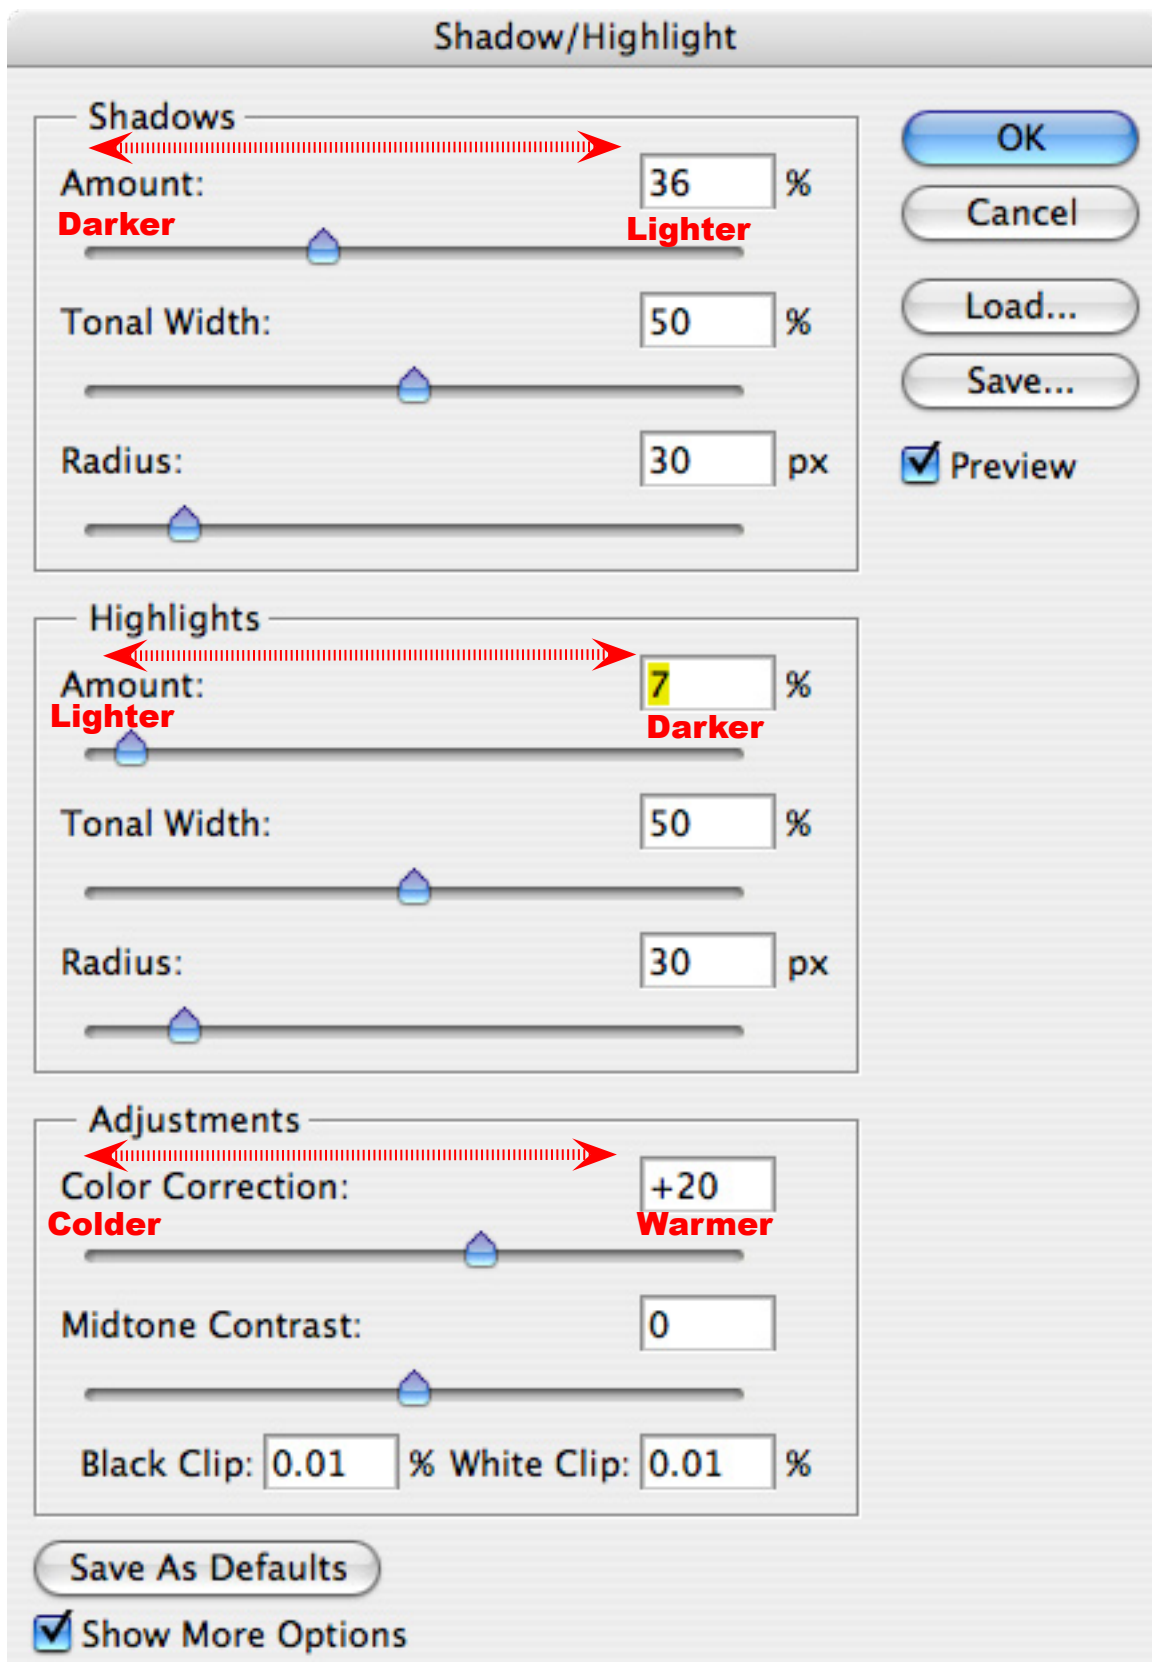 Shadow/Highlight
Shadows
Amount: 36 %
Darker Lighter
Tonal Width: 50 %
Radius: 30 px
Highlights
Amount: 7 %
Lighter Darker
Tonal Width: 50 %
Radius: 30 px
Adjustments
Color Correction: +20
Colder Warmer
Midtone Contrast: 0
Black Clip: 0.01 % White Clip: 0.01 %
Save As Defaults
Show More Options
OK
Cancel
Load...
Save...
Preview